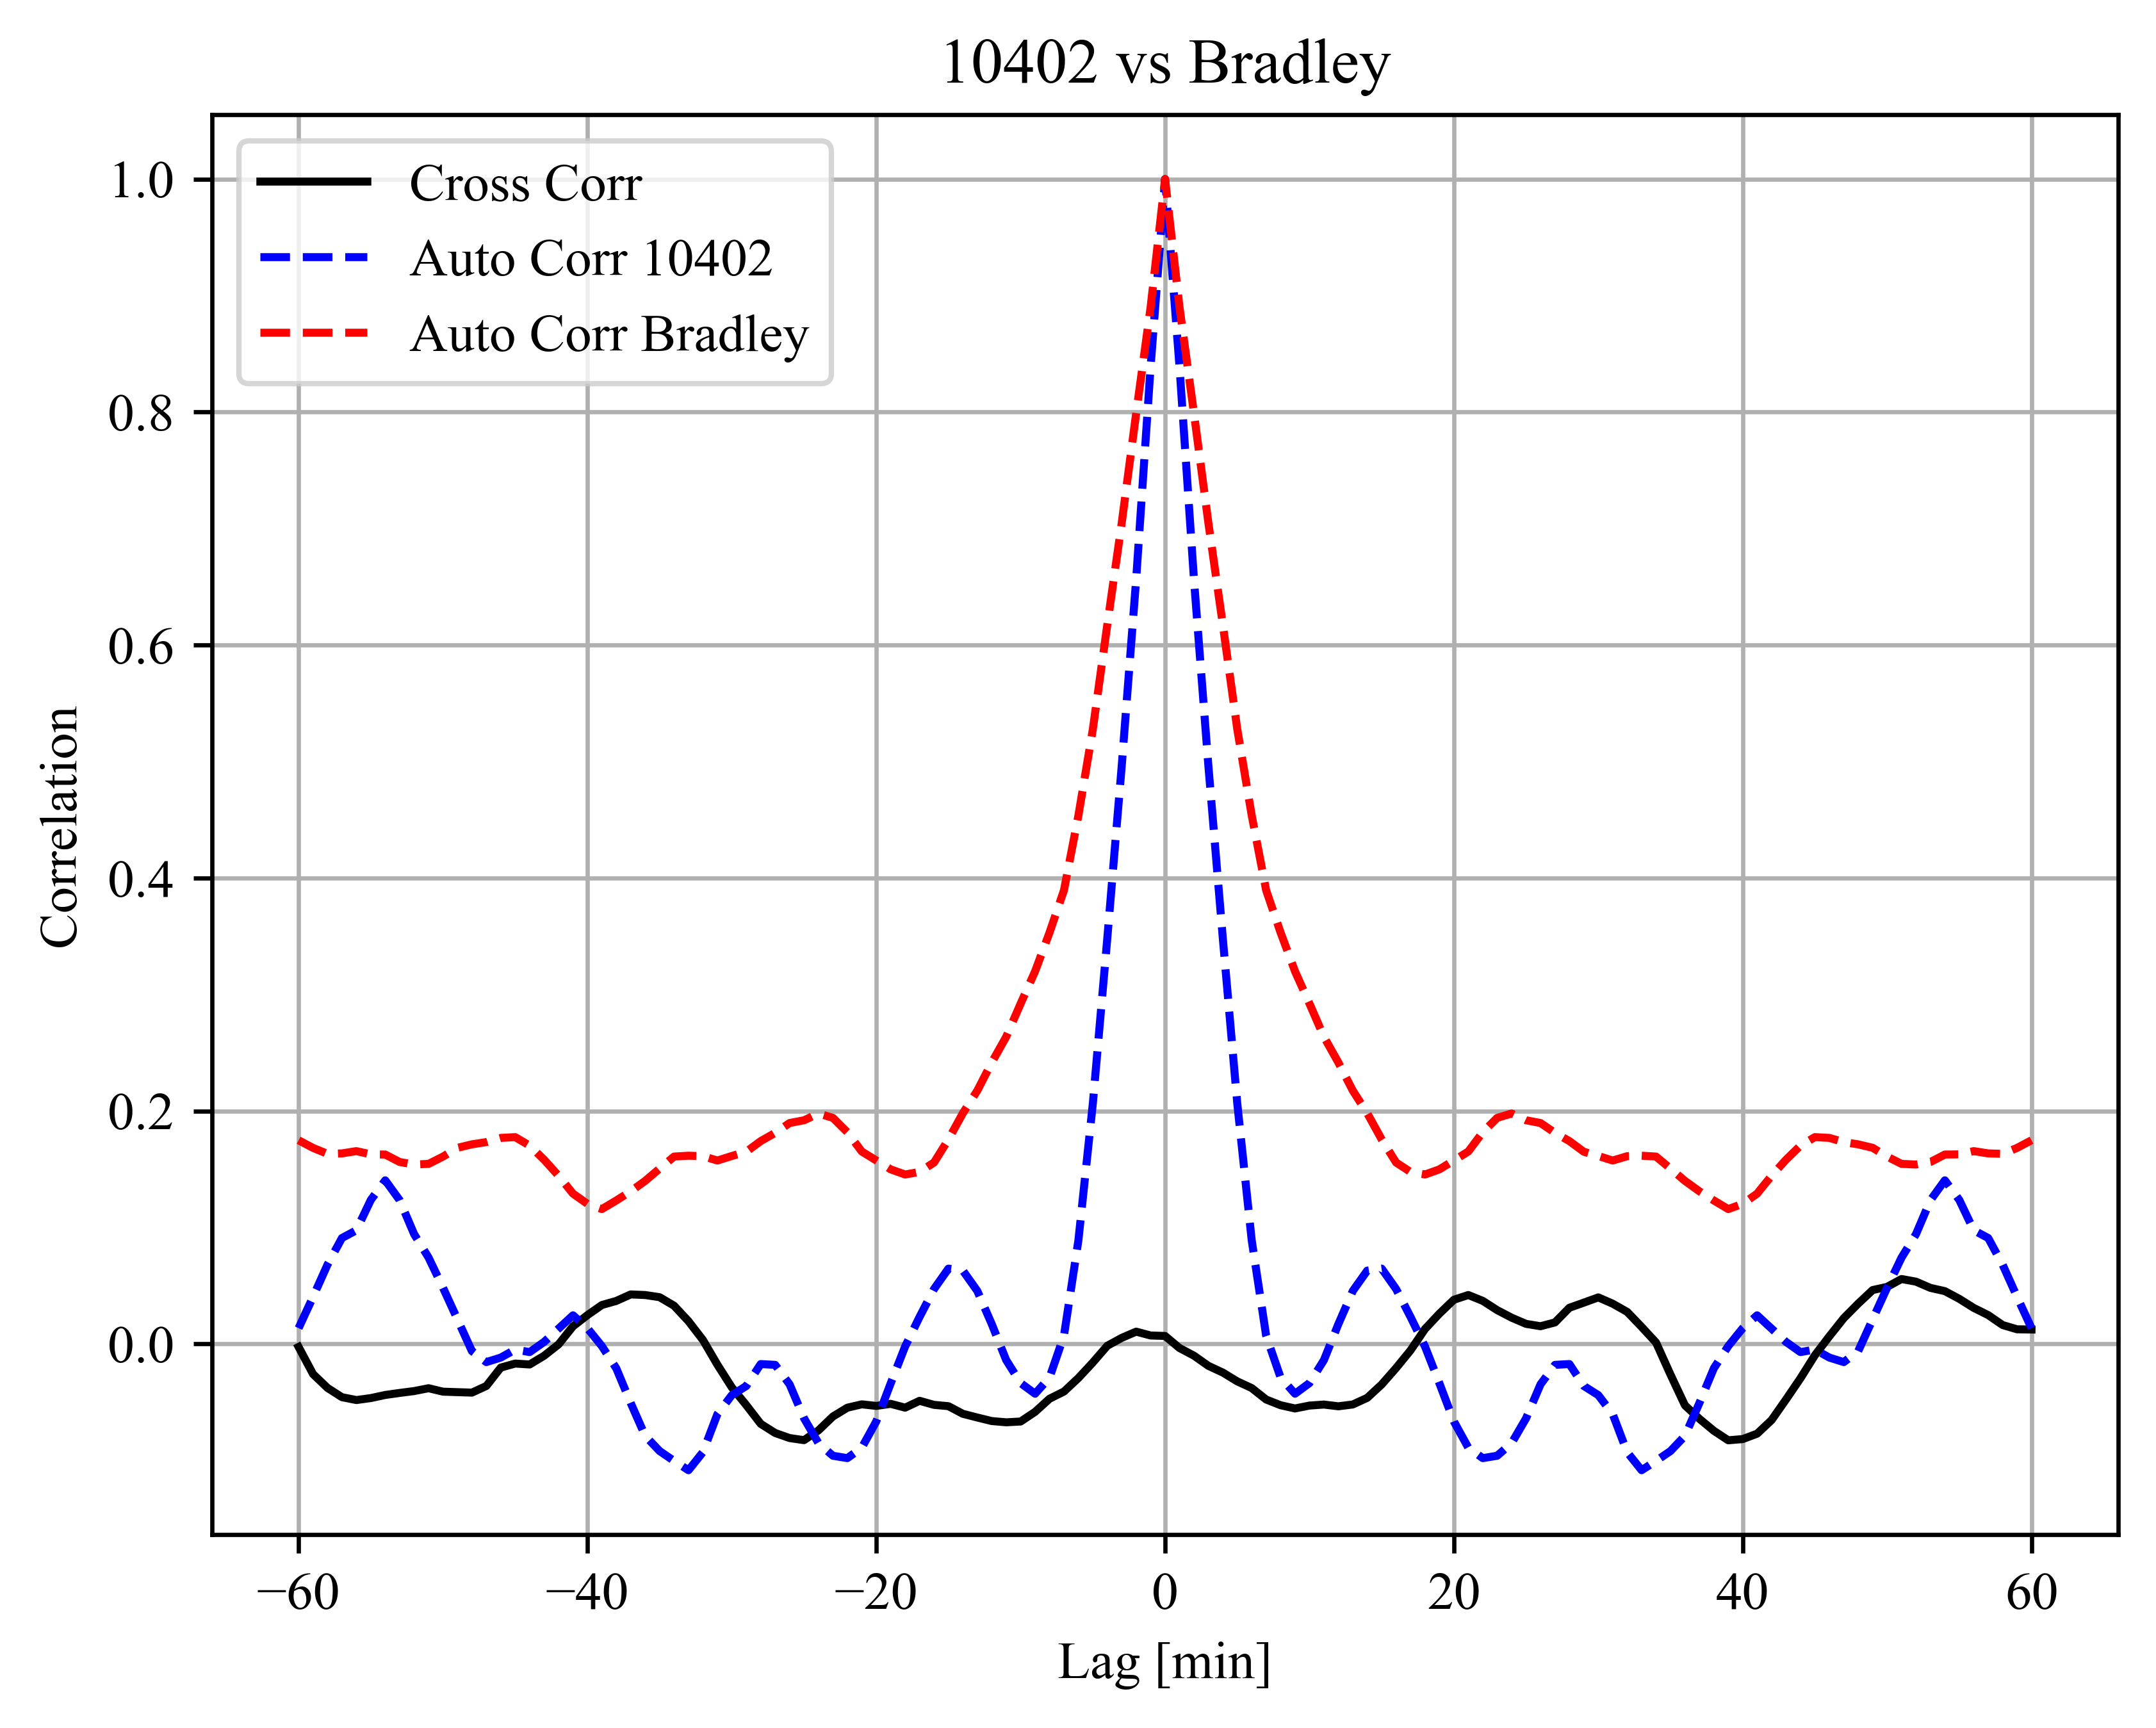 10402 vs Bradley
Cross Corr
Auto Corr 10402
Auto Corr Bradley
Correlation
1.0
0.8
0.6
0.4
0.2
0.0
−60 −40 −20 0 20 40 60
Lag [min]